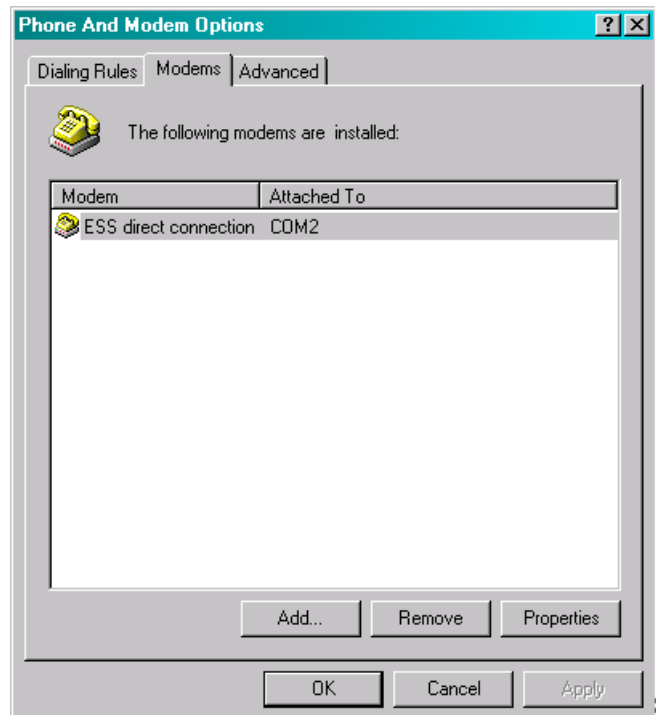 Phone And Modem Options
Dialing Rules Modems Advanced
The following modems are installed:
Modem Attached To
ESS direct connection COM2
Add... Remove Properties
OK Cancel Apply